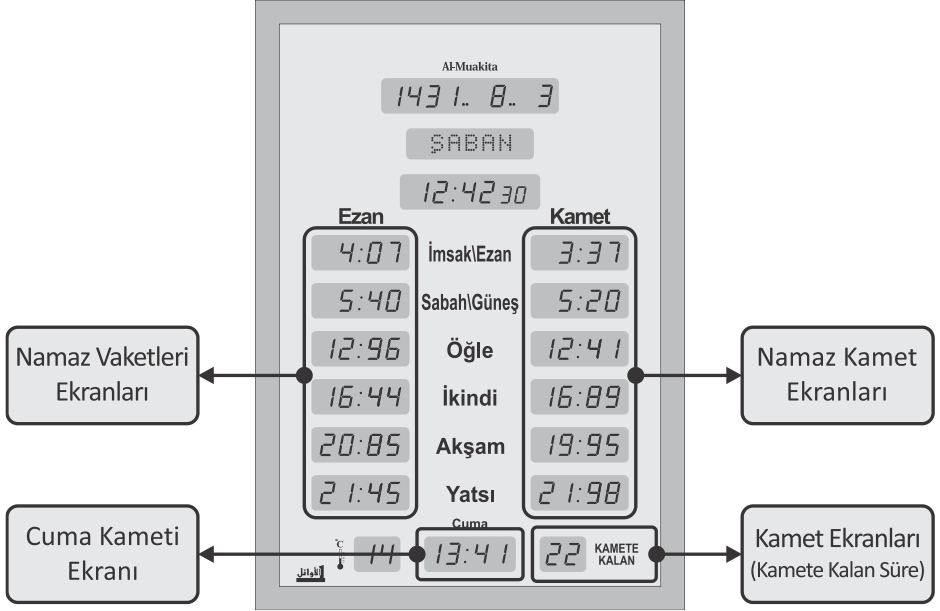 Al-Muakita
1431.. 8.. 3
ŞABAN
12:42 30
Ezan Kamet
4:07 İmsak\Ezan 3:37
5:40 Sabah\Güneş 5:20
12:96 Öğle 12:41
16:44 İkindi 16:89
20:85 Akşam 19:95
21:45 Yatsı 21:98
Cuma
°C 14 13:41 22 KAMETE
KALAN
الأوائل
Namaz Vaketleri
Ekranları
Namaz Kamet
Ekranları
Cuma Kameti
Ekranı
Kamet Ekranları
(Kamete Kalan Süre)